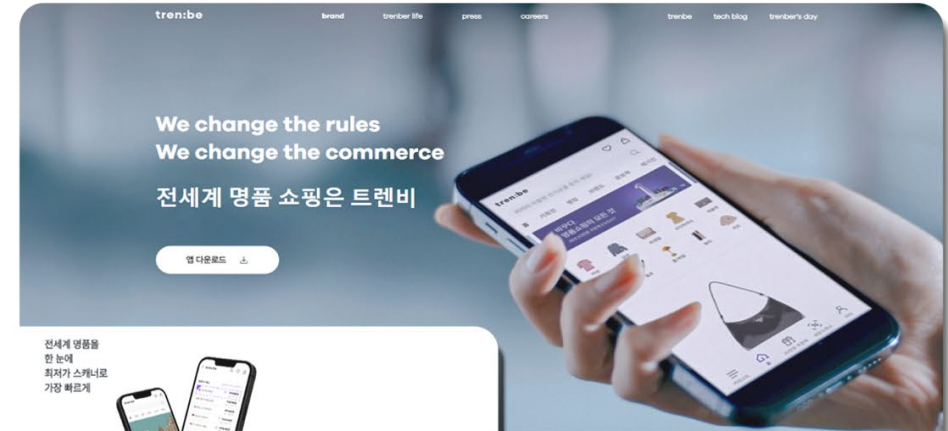 tren:be
brand
trenber life
press
careers
trenbe
tech blog
trenber's day
We change the rules
We change the commerce
전세계 명품 쇼핑은 트렌비
앱 다운로드
tren:be
전세계 명품을
한 눈에
최저가 스캐너로
가장 빠르게